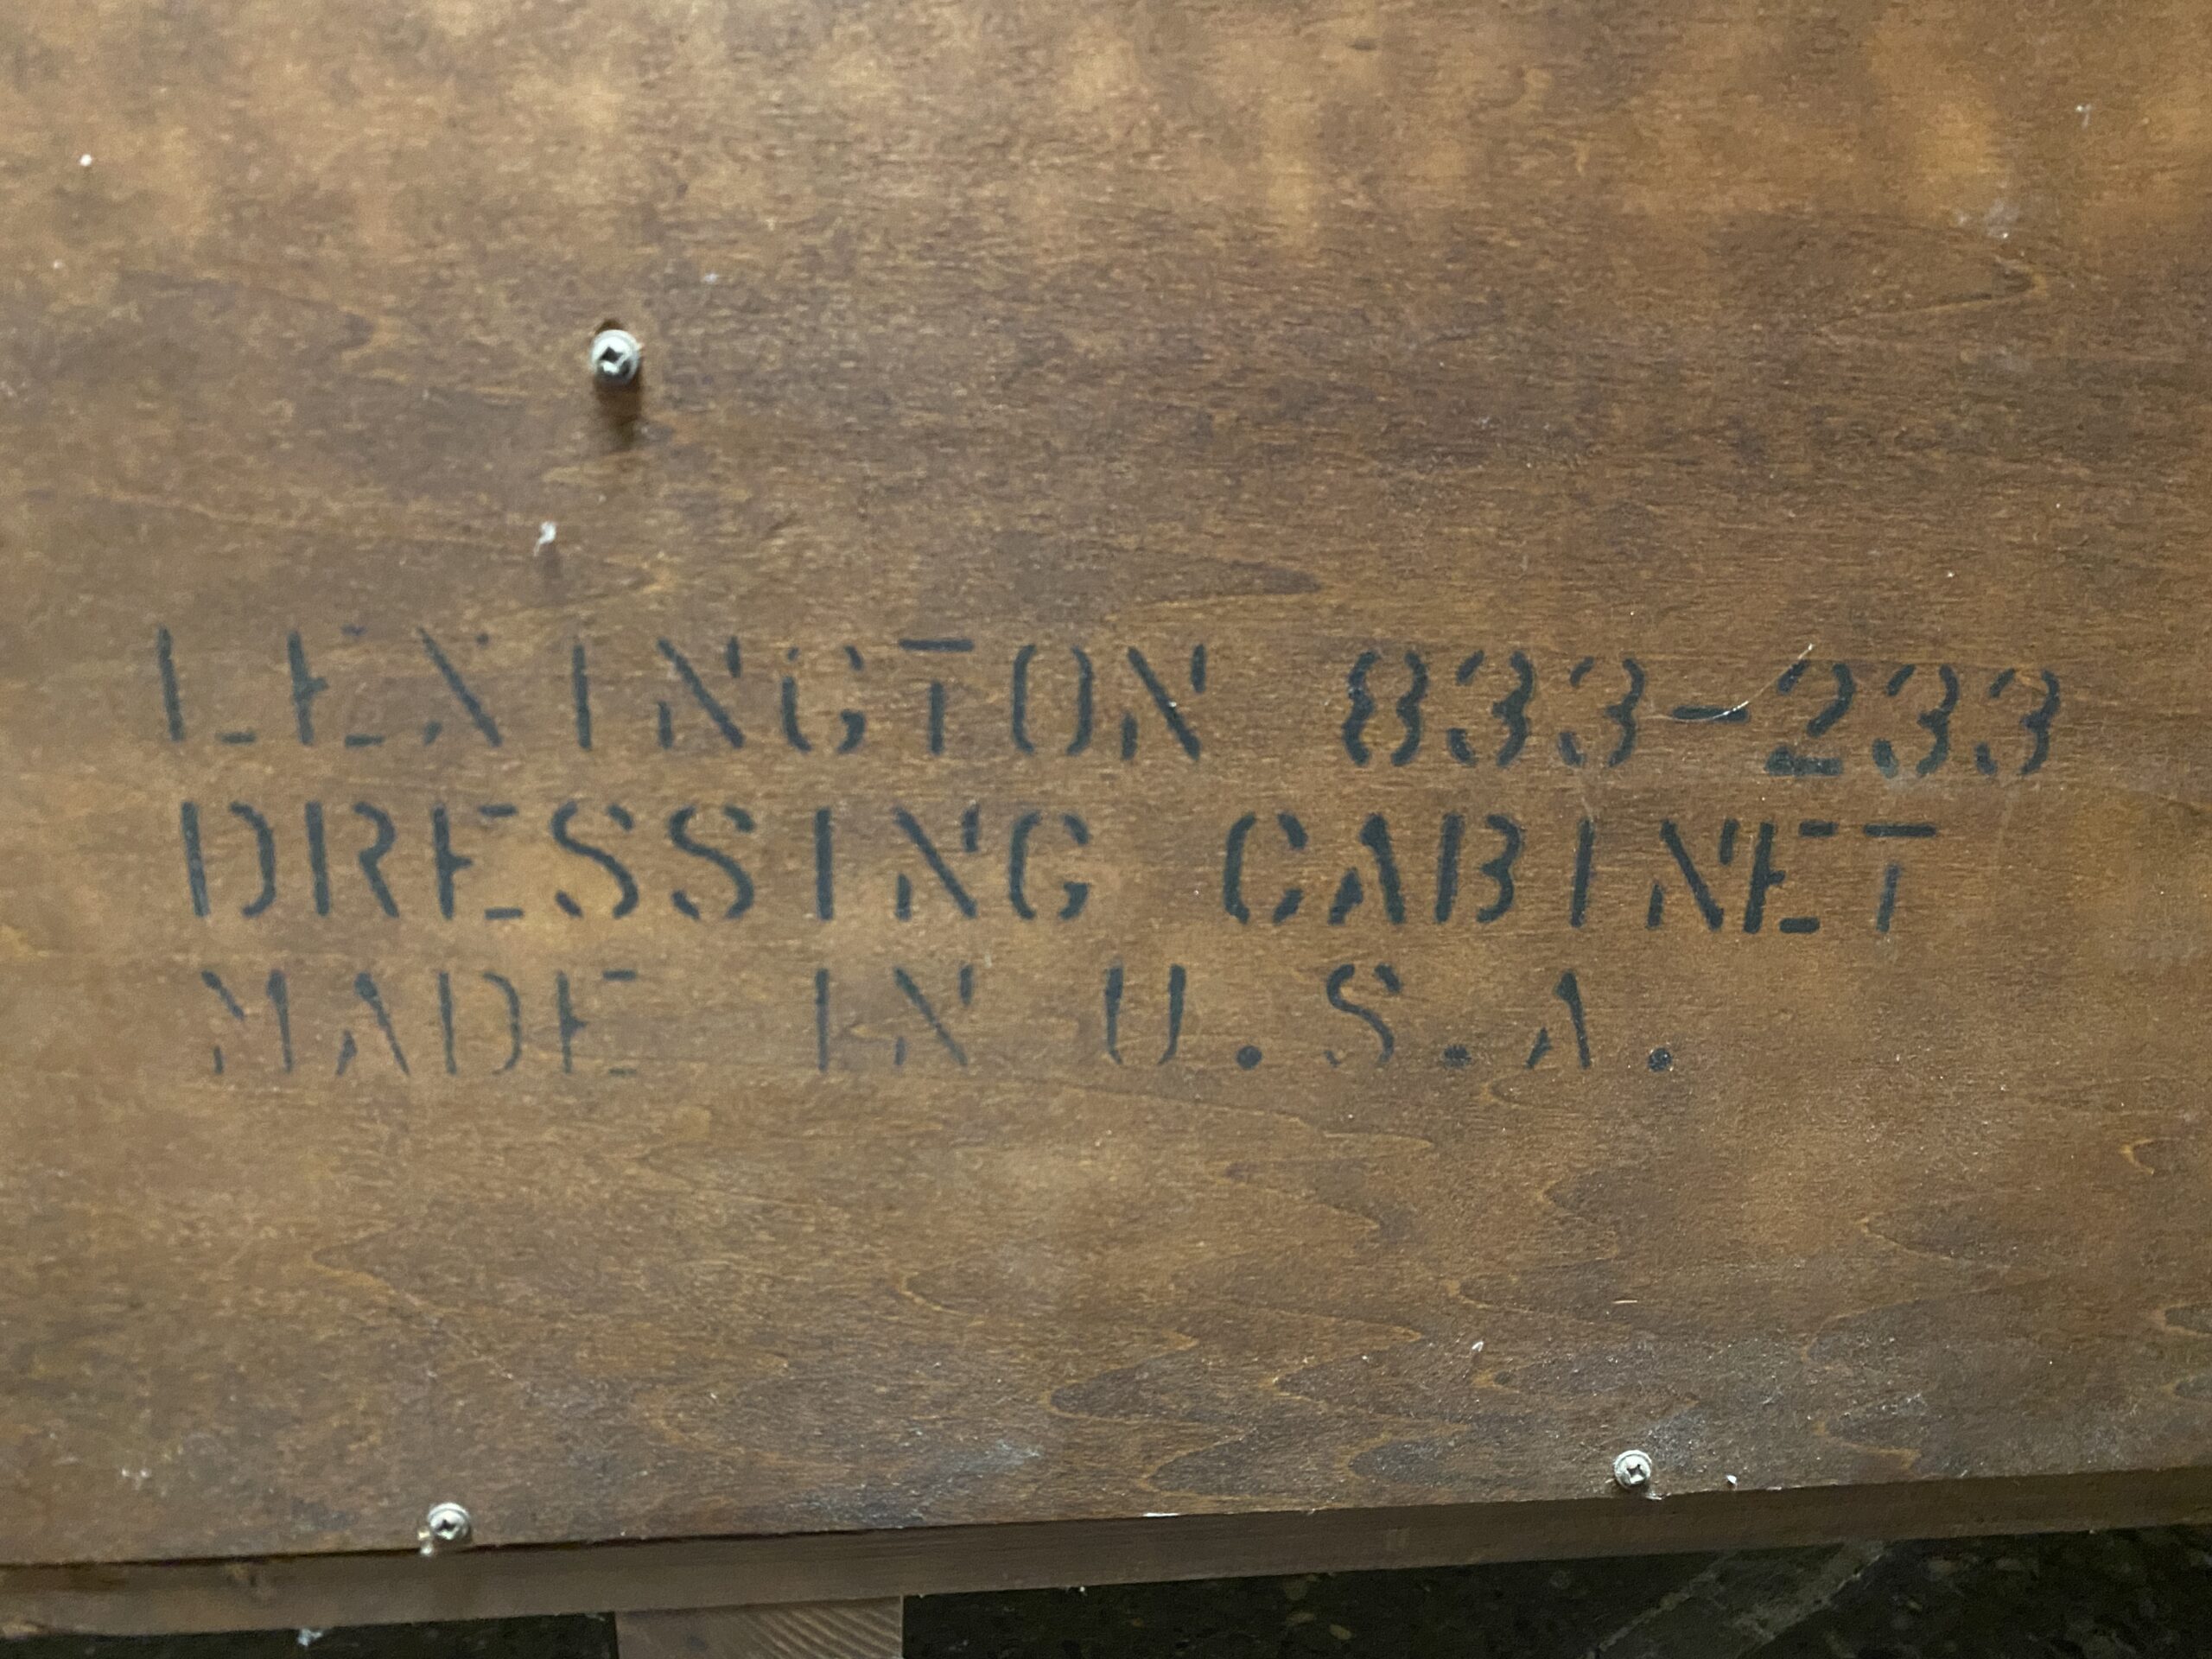 LEXINGTON 833-233
DRESSING CABINET
MADE IN U.S.A.